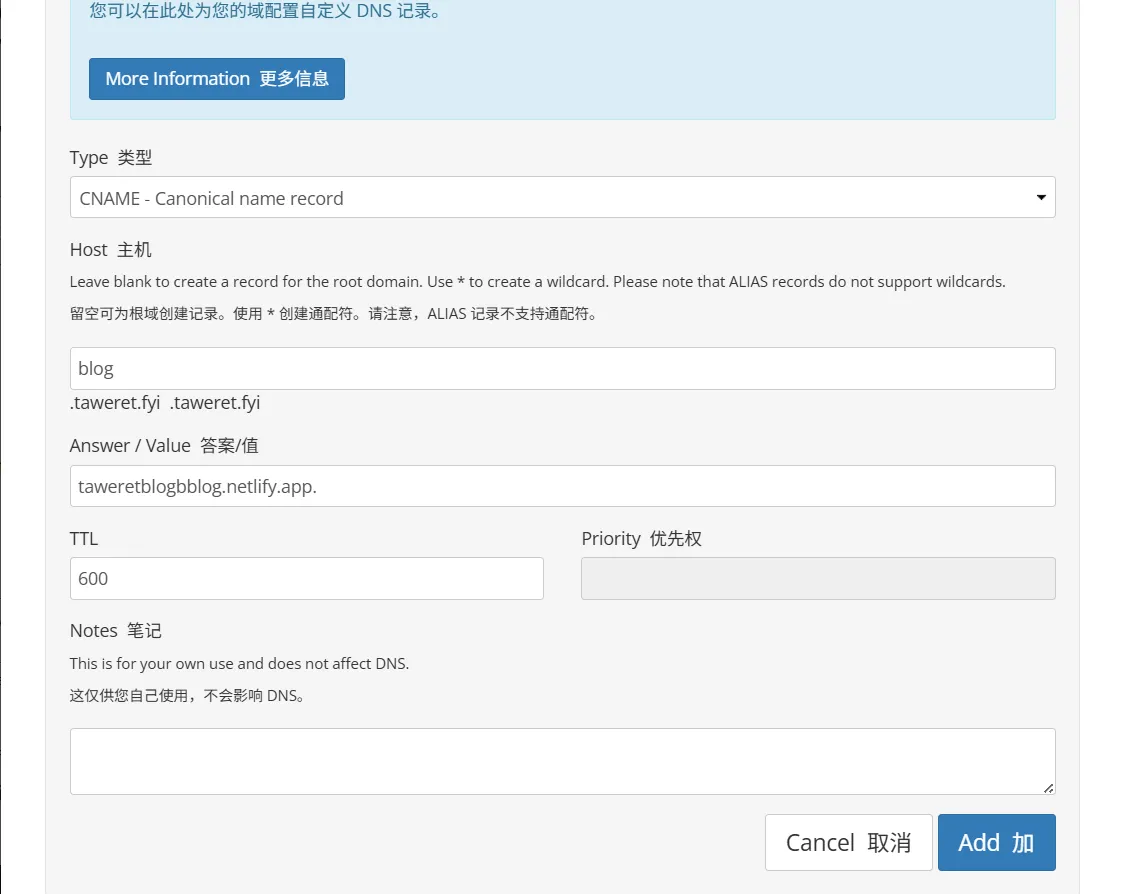 您可以在此处为您的域配置自定义 DNS 记录。
More Information 更多信息
Type 类型
CNAME - Canonical name record
Host 主机
Leave blank to create a record for the root domain. Use * to create a wildcard. Please note that ALIAS records do not support wildcards.
留空可为根域创建记录。使用 * 创建通配符。请注意，ALIAS 记录不支持通配符。
blog
.taweret.fyi .taweret.fyi
Answer / Value 答案/值
taweretblogbblog.netlify.app.
TTL
Priority 优先权
600
Notes 笔记
This is for your own use and does not affect DNS.
这仅供您自己使用，不会影响 DNS。
Cancel 取消
Add 加